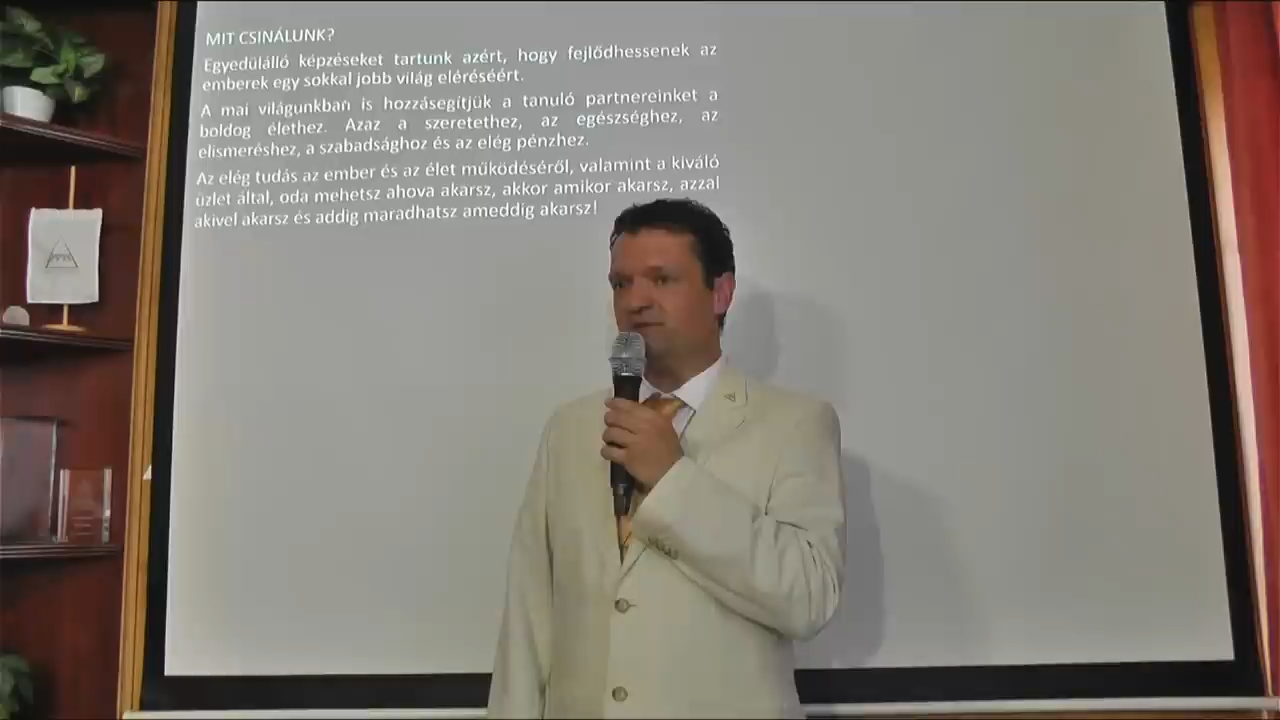 MIT CSINÁLUNK?
Egyedülálló képzéseket tartunk azért, hogy fejlődhessenek az
emberek egy sokkal jobb világ eléréséért.
A mai világunkban is hozzásegítjük a tanuló partnereinket a
boldog élethez. Azaz a szeretethez, az egészséghez, az
elismeréshez, a szabadsághoz és az elég pénzhez.
Az elég tudás az ember és az élet működéséről, valamint a kiváló
üzlet által, oda mehetsz ahova akarsz, akkor amikor akarsz, azzal
akivel akarsz és addig maradhatsz ameddig akarsz!